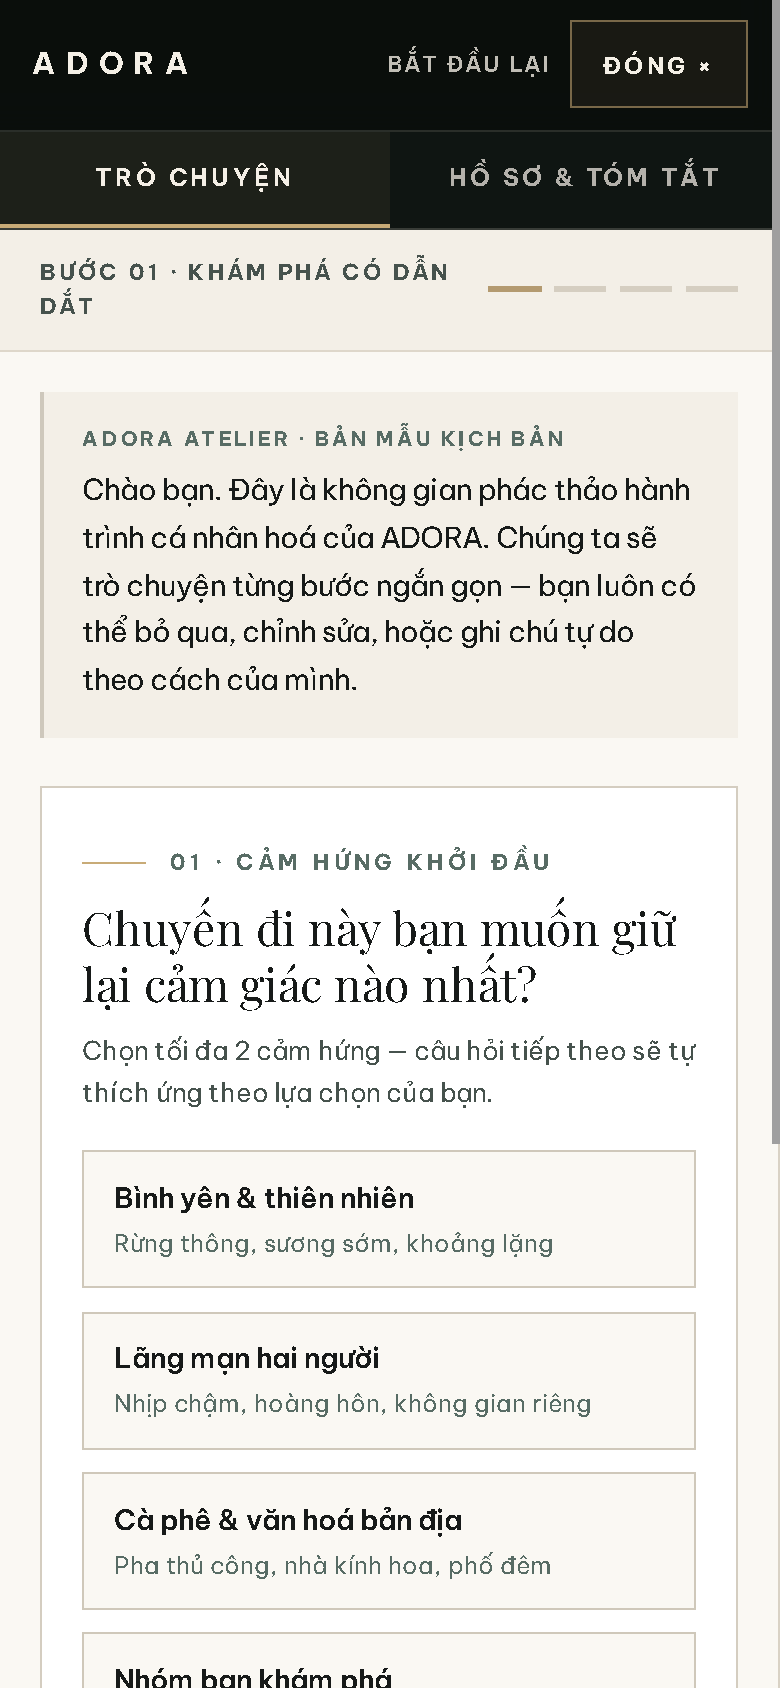 ADORA
BẮT ĐẦU LẠI
ĐÓNG ×
TRÒ CHUYỆN
HỒ SƠ & TÓM TẮT
BƯỚC 01 · KHÁM PHÁ CÓ DẪN
DẮT
ADORA ATELIER · BẢN MẪU KỊCH BẢN
Chào bạn. Đây là không gian phác thảo hành
trình cá nhân hoá của ADORA. Chúng ta sẽ
trò chuyện từng bước ngắn gọn — bạn luôn có
thể bỏ qua, chỉnh sửa, hoặc ghi chú tự do
theo cách của mình.
01 · CẢM HỨNG KHỞI ĐẦU
Chuyến đi này bạn muốn giữ
lại cảm giác nào nhất?
Chọn tối đa 2 cảm hứng — câu hỏi tiếp theo sẽ tự
thích ứng theo lựa chọn của bạn.
Bình yên & thiên nhiên
Rừng thông, sương sớm, khoảng lặng
Lãng mạn hai người
Nhịp chậm, hoàng hôn, không gian riêng
Cà phê & văn hoá bản địa
Pha thủ công, nhà kính hoa, phố đêm
Nhóm bạn khám phá